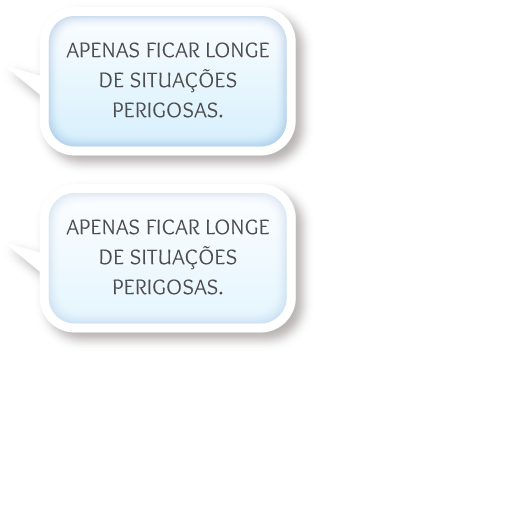 APENAS FICAR LONGE
DE SITUAÇÕES
PERIGOSAS.
APENAS FICAR LONGE
DE SITUAÇÕES
PERIGOSAS.